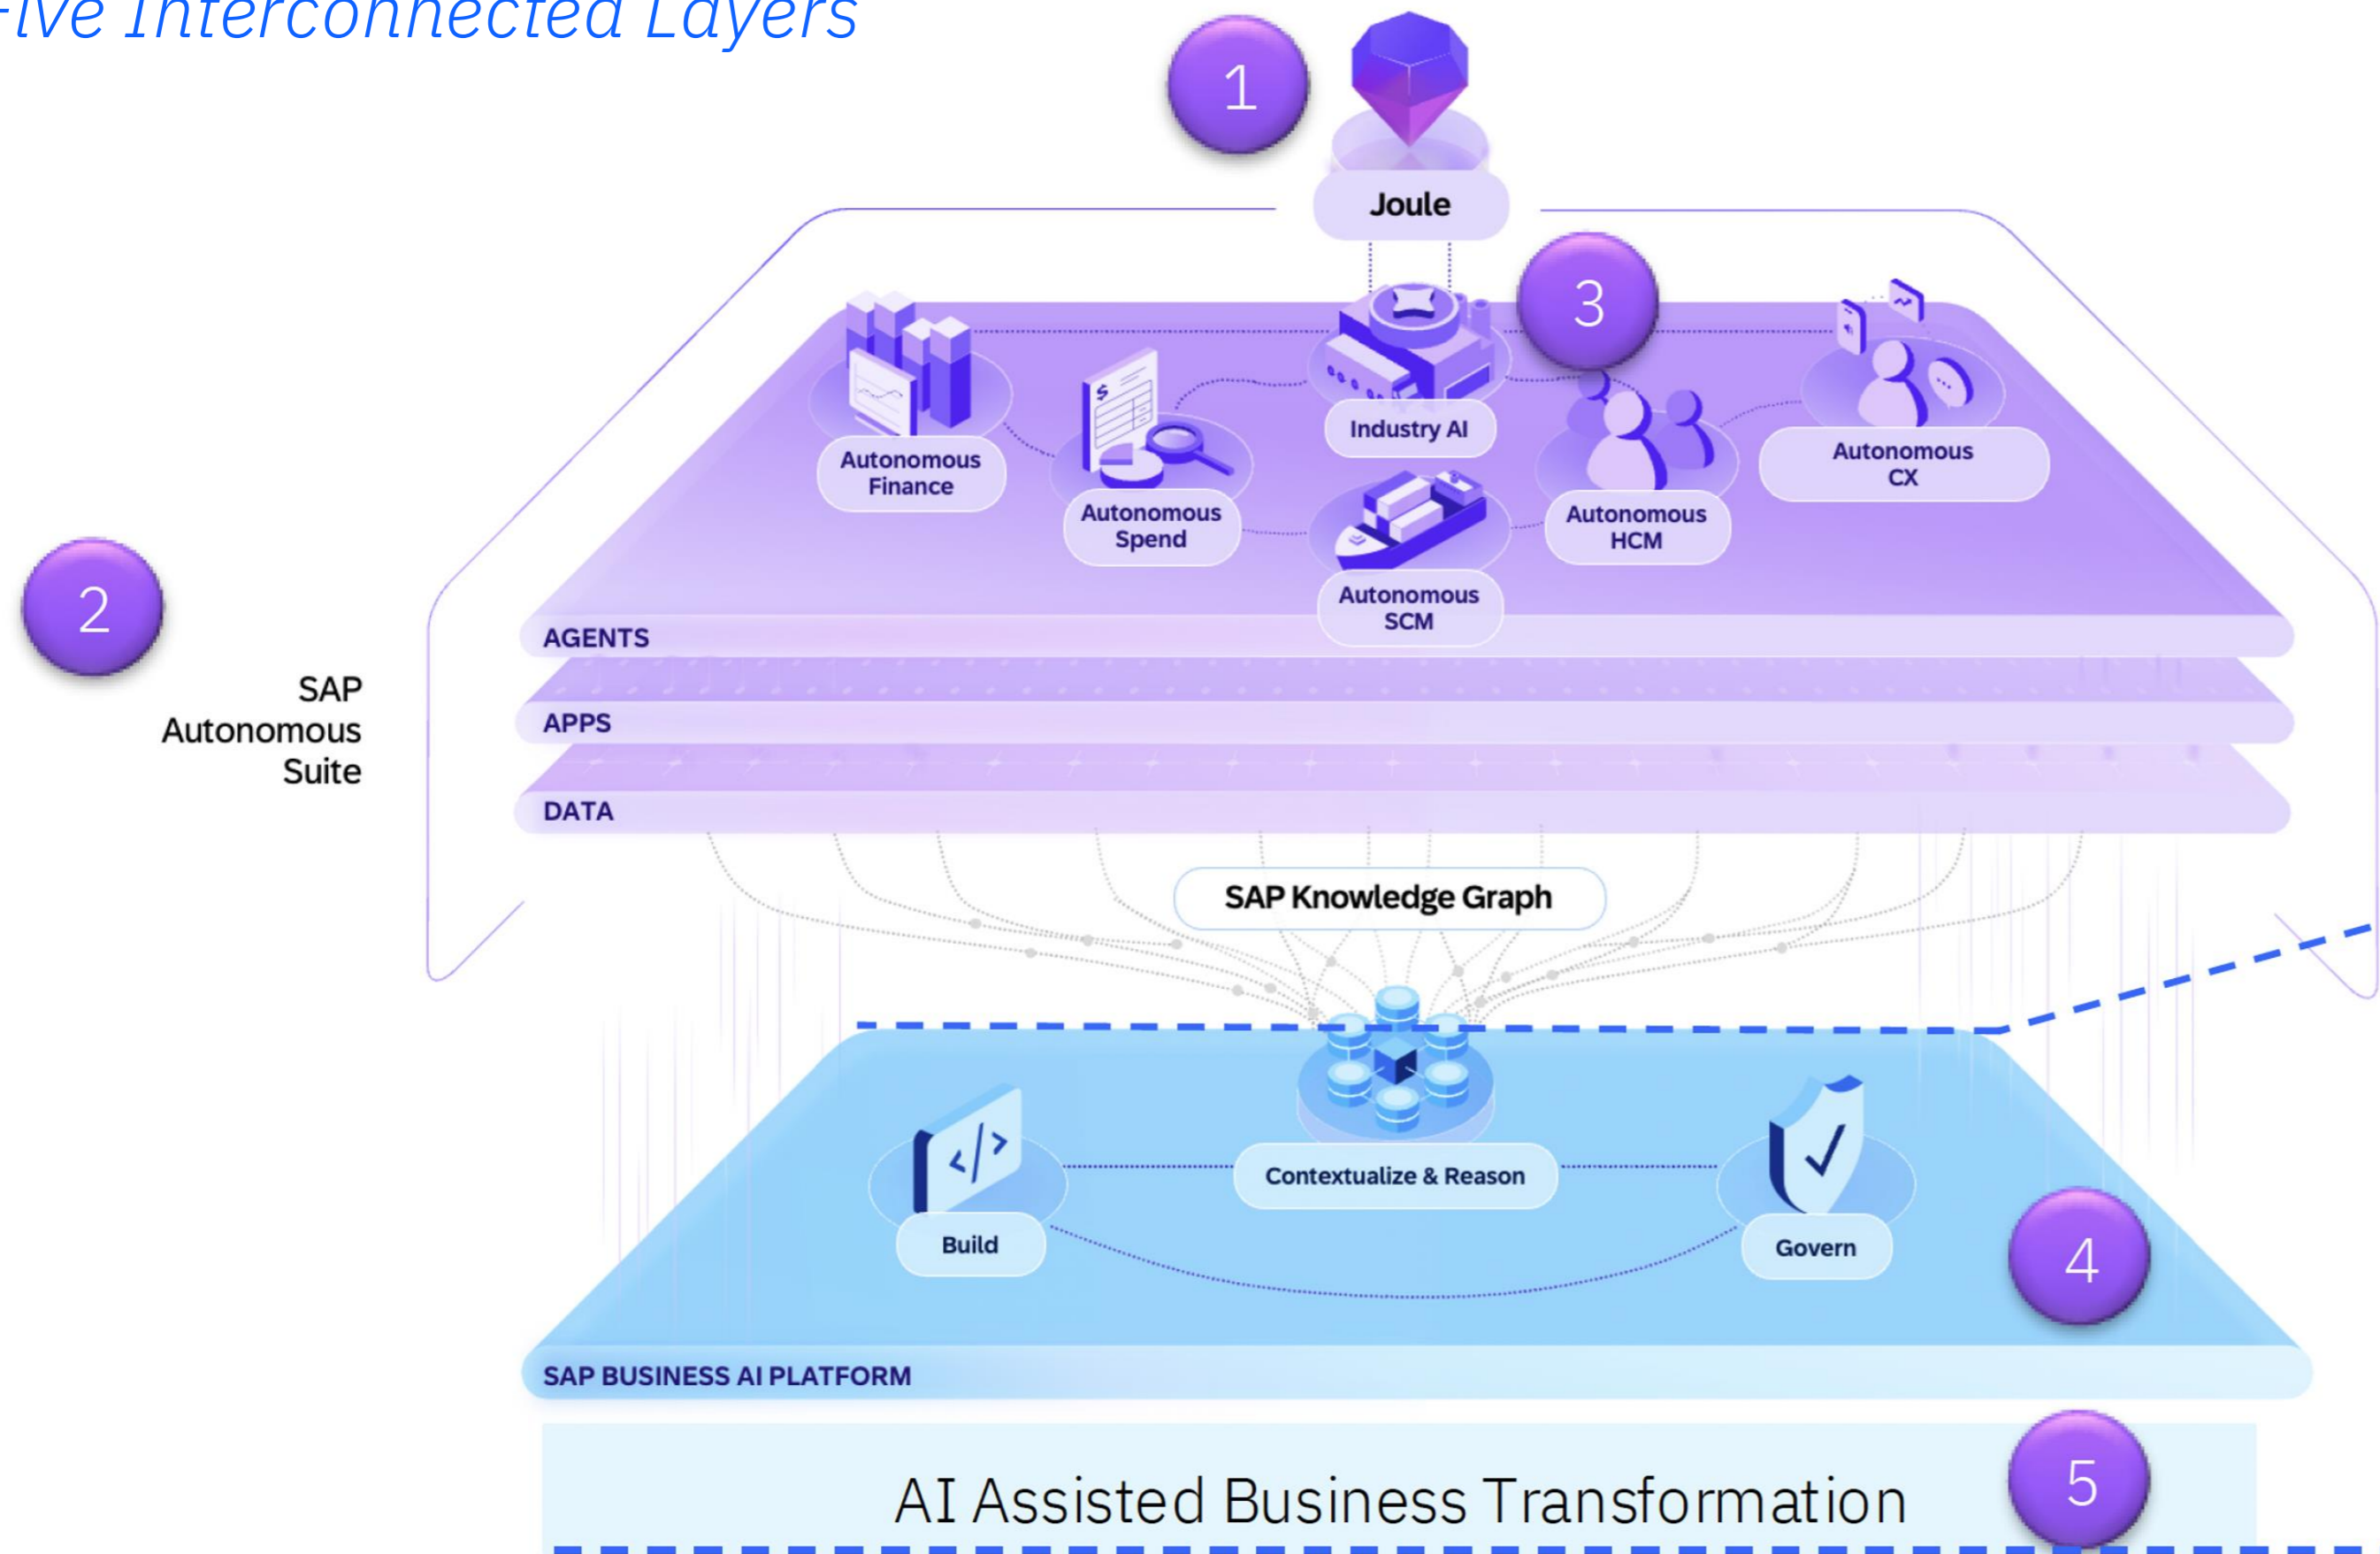 Five Interconnected Layers
1
Joule
3
Industry AI
Autonomous
Finance
Autonomous
Spend
Autonomous
SCM
Autonomous
HCM
Autonomous
CX
2
SAP
Autonomous
Suite
AGENTS
APPS
DATA
SAP Knowledge Graph
Contextualize & Reason
Build
Govern
4
SAP BUSINESS AI PLATFORM
AI Assisted Business Transformation
5
$